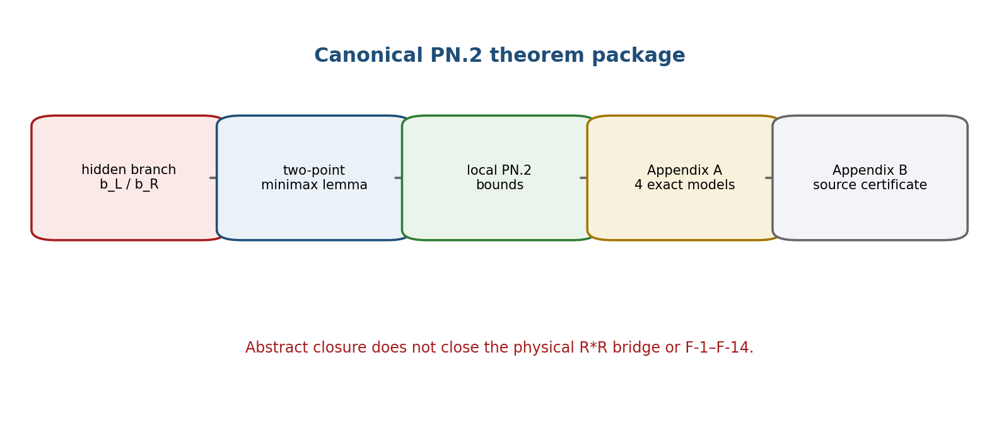 Canonical PN.2 theorem package
hidden branch
b_L / b_R
two-point
minimax lemma
local PN.2
bounds
Appendix A
4 exact models
Appendix B
source certificate
Abstract closure does not close the physical R*R bridge or F-1–F-14.